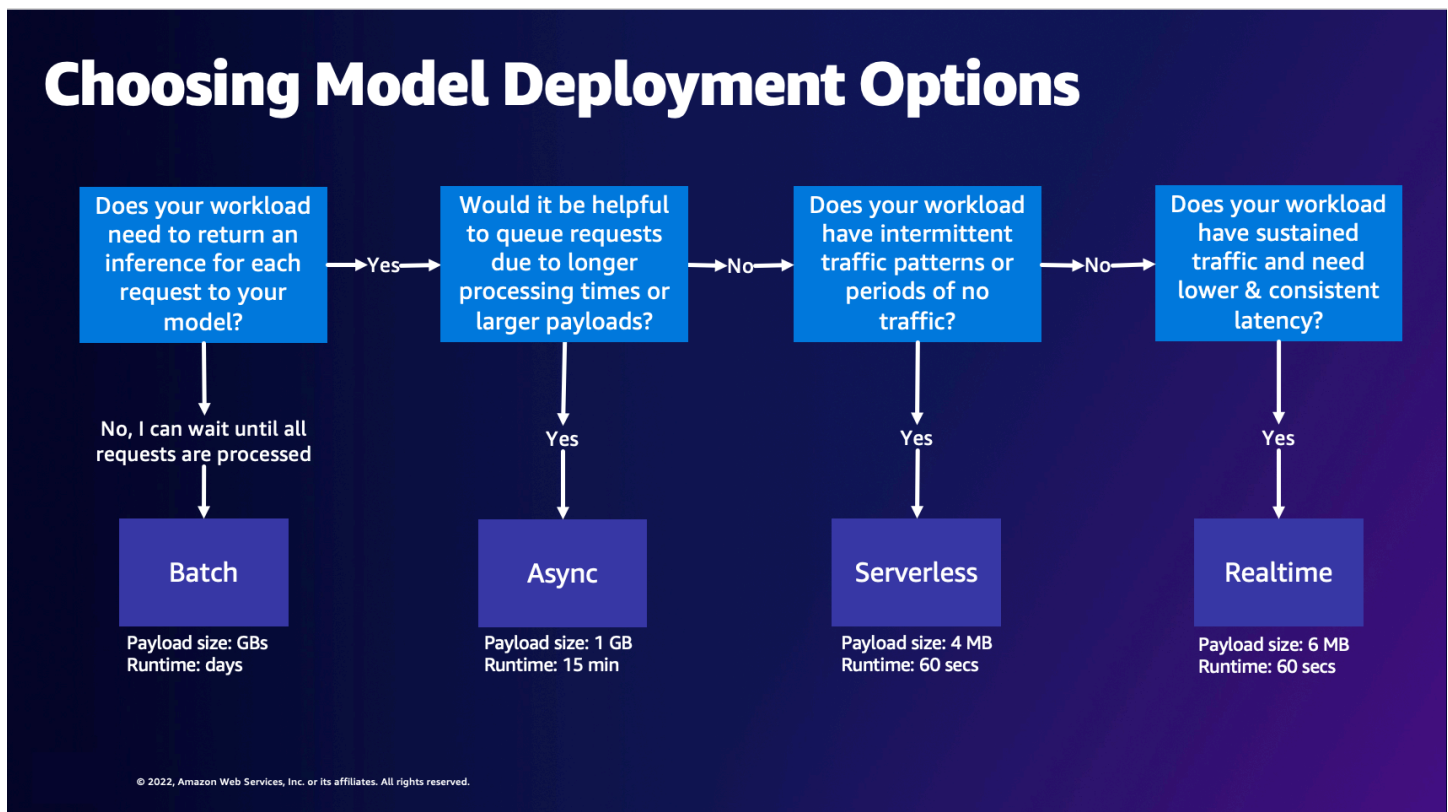 Choosing Model Deployment Options
Does your workload
need to return an
inference for each
request to your
model?
Yes
Would it be helpful
to queue requests
due to longer
processing times or
larger payloads?
No
Does your workload
have intermittent
traffic patterns or
periods of no
traffic?
No
Does your workload
have sustained
traffic and need
lower & consistent
latency?
No, I can wait until all
requests are processed
Yes
Yes
Yes
Batch
Async
Serverless
Realtime
Payload size: GBs
Runtime: days
Payload size: 1 GB
Runtime: 15 min
Payload size: 4 MB
Runtime: 60 secs
Payload size: 6 MB
Runtime: 60 secs
© 2022, Amazon Web Services, Inc. or its affiliates. All rights reserved.